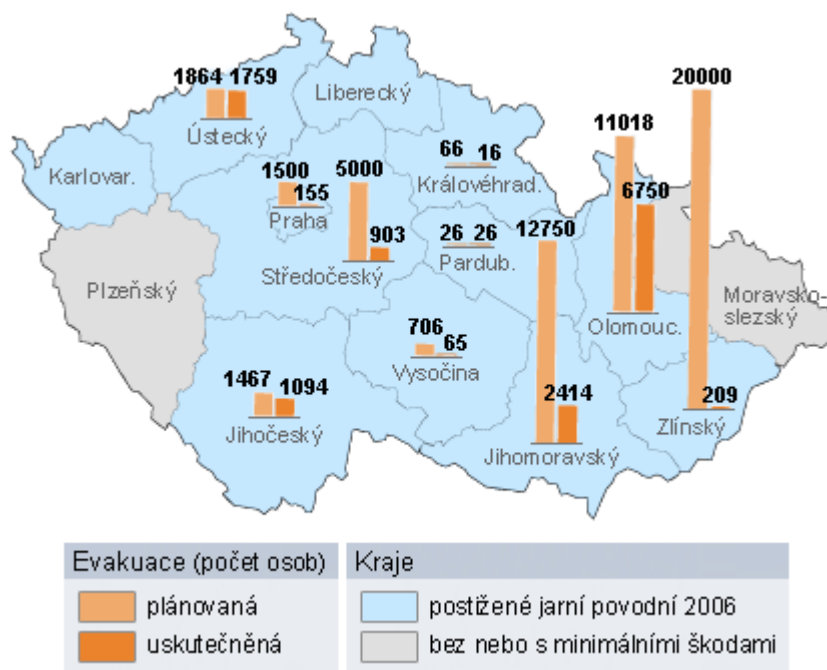 1864 1759
Ústecký
Liberecký
Karlovar.
1500
155
Praha
5000
903
Středočeský
66 16
Královéhrad.
26 26
Pardub.
Plzeňský
706
65
Vysočina
1467
1094
Jihočeský
12750
2414
Jihomoravský
11018
6750
Olomouc.
20000
209
Zlínský
Moravsko-
slezský
Evakuace (počet osob)
plánovaná
uskutečněná
Kraje
postižené jarní povodní 2006
bez nebo s minimálními škodami